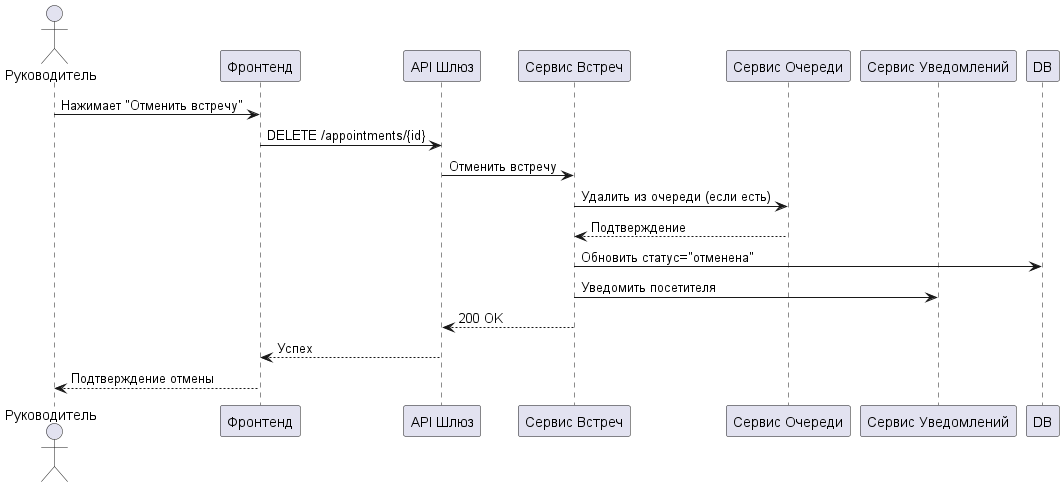 Руководитель
Фронтенд
API Шлюз
Сервис Встреч
Сервис Очереди
Сервис Уведомлений
DB
Нажимает "Отменить встречу"
DELETE /appointments/{id}
Отменить встречу
Удалить из очереди (если есть)
Подтверждение
Обновить статус="отменена"
Уведомить посетителя
200 OK
Успех
Подтверждение отмены
Руководитель
Фронтенд
API Шлюз
Сервис Встреч
Сервис Очереди
Сервис Уведомлений
DB